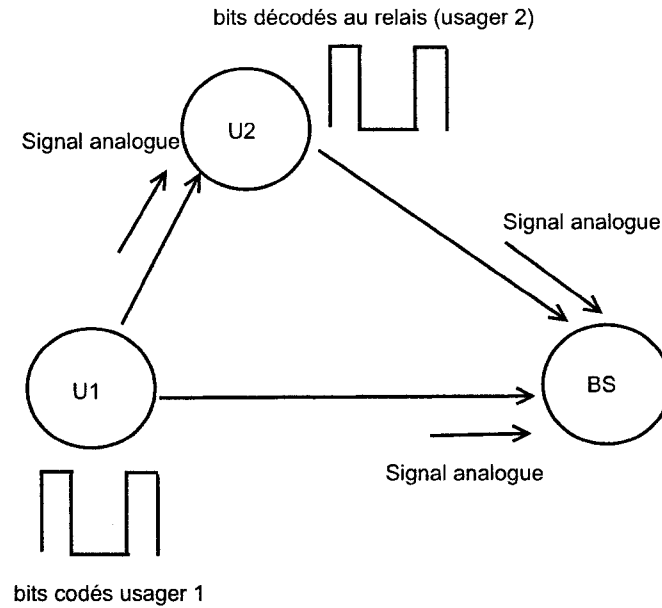 bits décodés au relais (usager 2)
Signal analogue
U2
Signal analogue
U1
BS
Signal analogue
bits codés usager 1